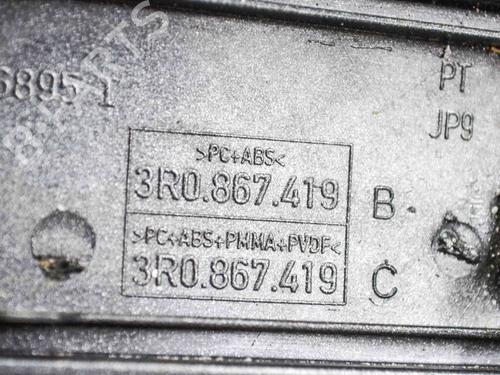 6895 1
PT
JP9
>PC+ABS<
3R0.867.419 B
>PC+ABS+PMMA+PVDF<
3R0.867.419 C